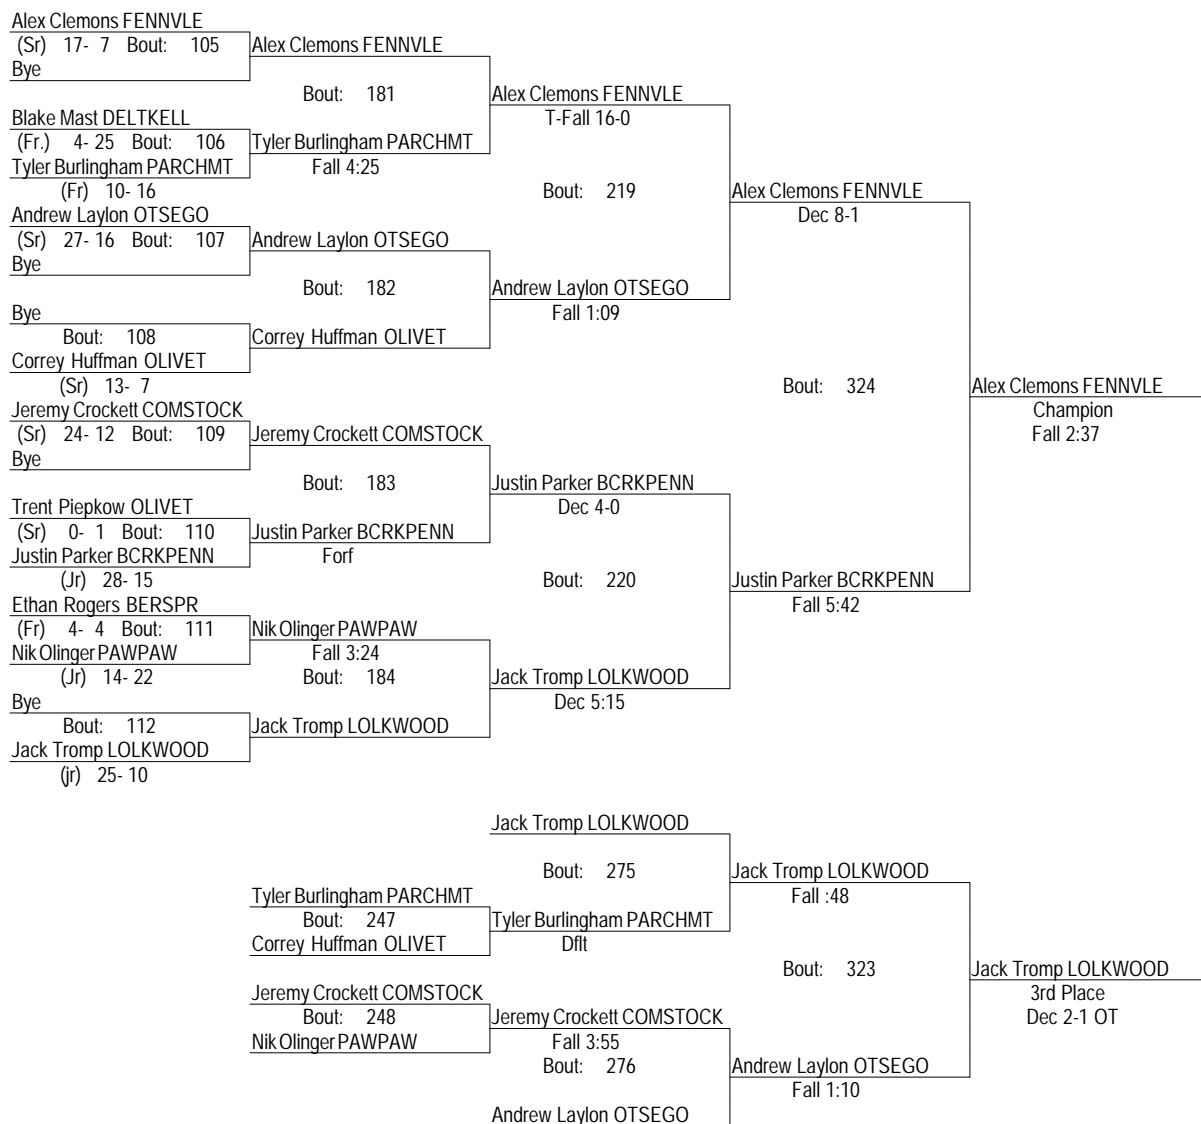 Alex Clemons FENNVLE
(Sr) 17- 7 Bout: 105 Alex Clemons FENNVLE
Bye
Bout: 181 Alex Clemons FENNVLE
Blake Mast DELTKELL T-Fall 16-0
(Fr.) 4- 25 Bout: 106 Tyler Burlingham PARCHMT
Tyler Burlingham PARCHMT Fall 4:25
(Fr) 10- 16 Bout: 219 Alex Clemons FENNVLE
Andrew Laylon OTSEGO Dec 8-1
(Sr) 27- 16 Bout: 107 Andrew Laylon OTSEGO
Bye
Bout: 182 Andrew Laylon OTSEGO
Bye Fall 1:09
Bout: 108 Correy Huffman OLIVET
Correy Huffman OLIVET
(Sr) 13- 7 Bout: 324 Alex Clemons FENNVLE
Jeremy Crockett COMSTOCK Champion
(Sr) 24- 12 Bout: 109 Jeremy Crockett COMSTOCK Fall 2:37
Bye
Bout: 183 Justin Parker BCRKPENN
Trent Piepkow OLIVET Dec 4-0
(Sr) 0- 1 Bout: 110 Justin Parker BCRKPENN
Justin Parker BCRKPENN Forf
(Jr) 28- 15 Bout: 220 Justin Parker BCRKPENN
Ethan Rogers BERSPR Fall 5:42
(Fr) 4- 4 Bout: 111 Nik Olinger PAWPAW
Nik Olinger PAWPAW Fall 3:24
(Jr) 14- 22 Bout: 184 Jack Tromp LOLKWOOD
Bye Dec 5:15
Bout: 112 Jack Tromp LOLKWOOD
Jack Tromp LOLKWOOD
(jr) 25- 10
Jack Tromp LOLKWOOD
Bout: 275 Jack Tromp LOLKWOOD
Tyler Burlingham PARCHMT Fall :48
Bout: 247 Tyler Burlingham PARCHMT
Correy Huffman OLIVET Dflt
Bout: 323 Jack Tromp LOLKWOOD
Jeremy Crockett COMSTOCK 3rd Place
Bout: 248 Jeremy Crockett COMSTOCK Dec 2-1 OT
Nik Olinger PAWPAW Fall 3:55
Bout: 276 Andrew Laylon OTSEGO
Fall 1:10
Andrew Laylon OTSEGO